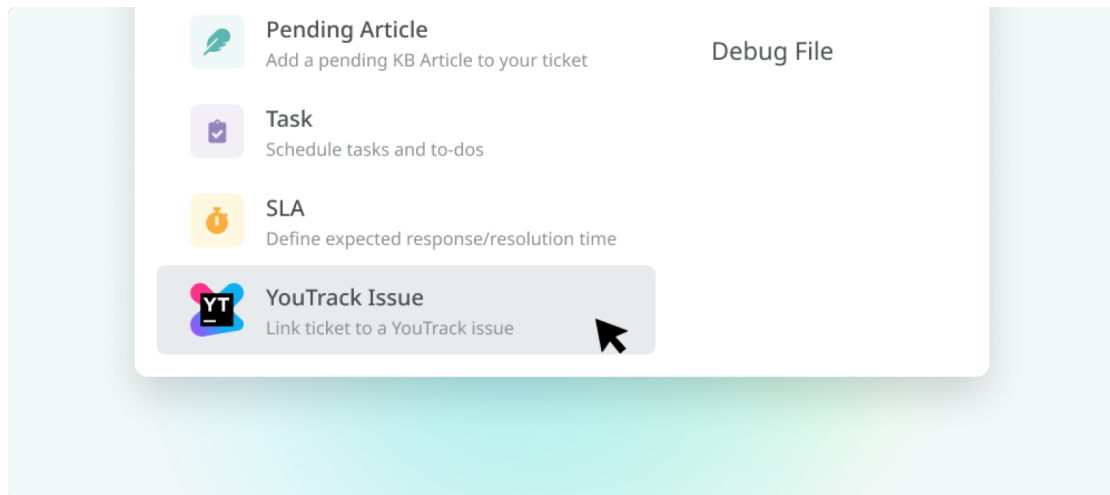 Pending Article
Add a pending KB Article to your ticket
Debug File
Task
Schedule tasks and to-dos
SLA
Define expected response/resolution time
YT
YouTrack Issue
Link ticket to a YouTrack issue